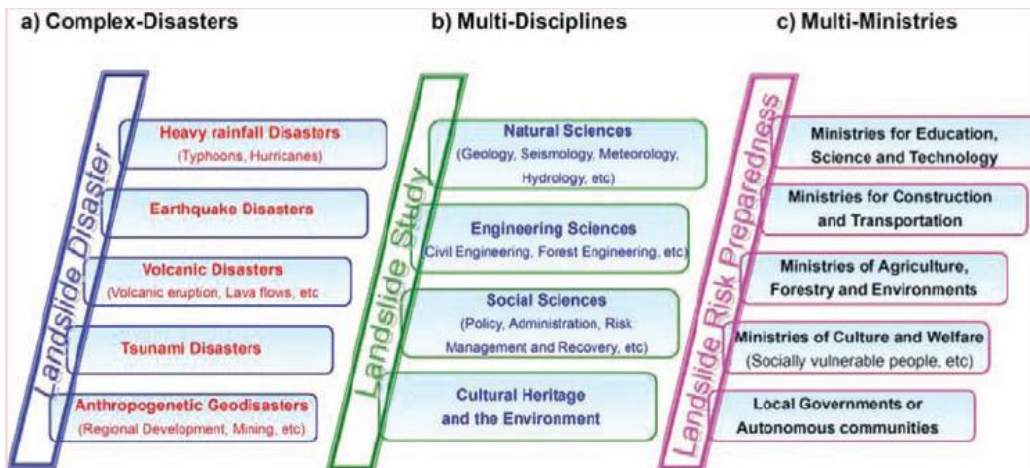 a) Complex-Disasters
Landslide Disaster
Heavy rainfall Disasters
(Typhoons, Hurricanes)
Earthquake Disasters
Volcanic Disasters
(Volcanic eruption, Lava flows, etc
Tsunami Disasters
Anthropogenetic Geodisasters
(Regional Development, Mining, etc)
b) Multi-Disciplines
Landslide Study
Natural Sciences
(Geology, Seismology, Meteorology,
Hydrology, etc)
Engineering Sciences
Civil Engineering, Forest Engineering, etc)
Social Sciences
(Policy, Administration, Risk
Management and Recovery, etc)
Cultural Heritage
and the Environment
c) Multi-Ministries
Landslide Risk Preparedness
Ministries for Education,
Science and Technology
Ministries for Construction
and Transportation
Ministries of Agriculture,
Forestry and Environments
Ministries of Culture and Welfare
(Socially vulnerable people, etc)
Local Governments or
Autonomous communities